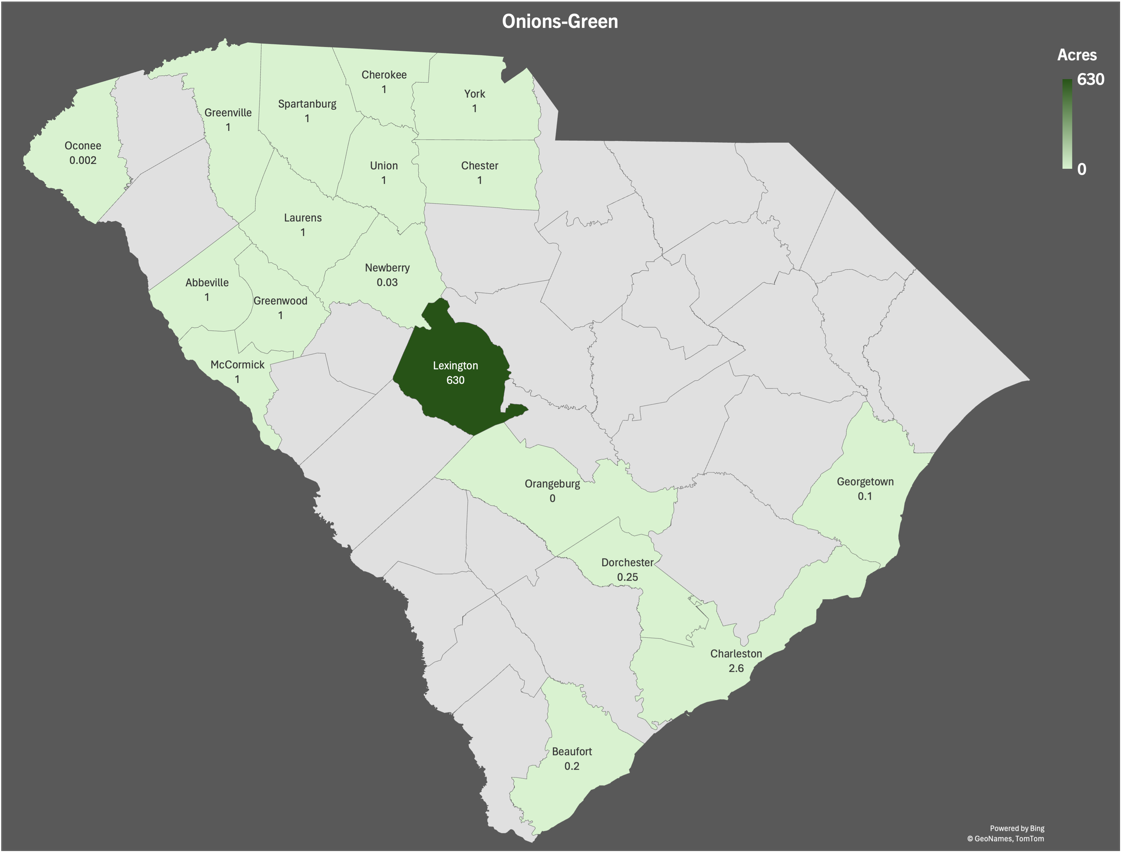 Onions-Green
Acres
630
0
Cherokee
1
York
1
Spartanburg
1
Greenville
1
Oconee
0.002
Union
1
Chester
1
Laurens
1
Newberry
0.03
Abbeville
1
Greenwood
1
McCormick
1
Lexington
630
Orangeburg
0
Georgetown
0.1
Dorchester
0.25
Charleston
2.6
Beaufort
0.2
Powered by Bing
© GeoNames, TomTom